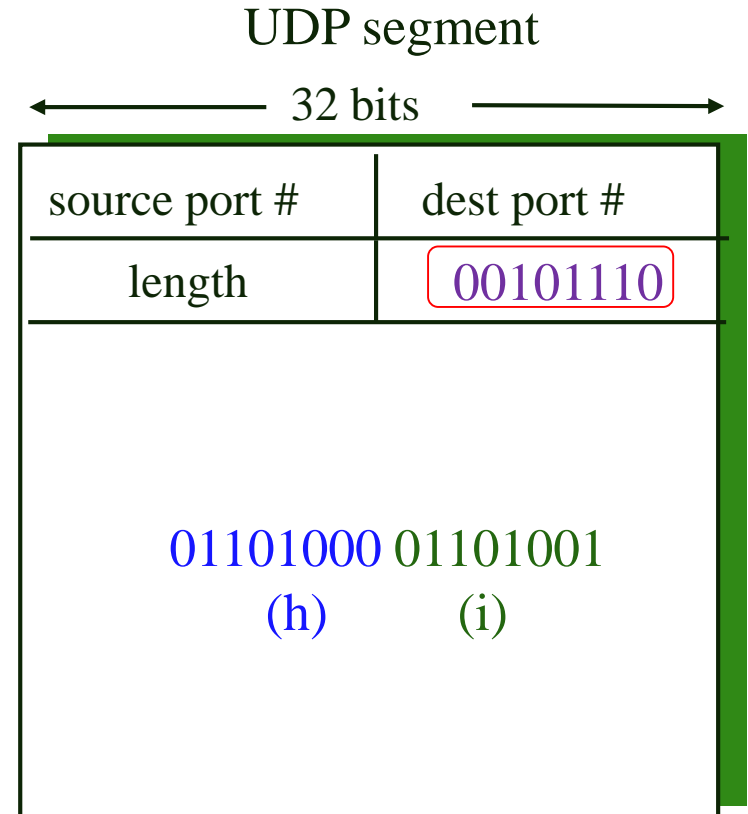 UDP segment
32 bits
source port # dest port #
length 00101110
01101000 01101001
(h) (i)